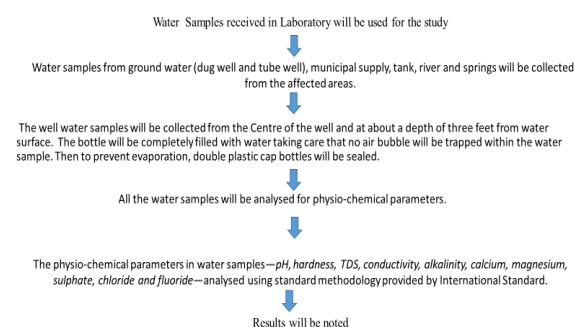 Water Samples received in Laboratory will be used for the study
Water samples from ground water (dug well and tube well), municipal supply, tank, river and springs will be collected
from the affected areas.
The well water samples will be collected from the Centre of the well and at about a depth of three feet from water
surface. The bottle will be completely filled with water taking care that no air bubble will be trapped within the water
sample. Then to prevent evaporation, double plastic cap bottles will be sealed.
All the water samples will be analysed for physio-chemical parameters.
The physio-chemical parameters in water samples—pH, hardness, TDS, conductivity, alkalinity, calcium, magnesium,
sulphate, chloride and fluoride—analysed using standard methodology provided by International Standard.
Results will be noted